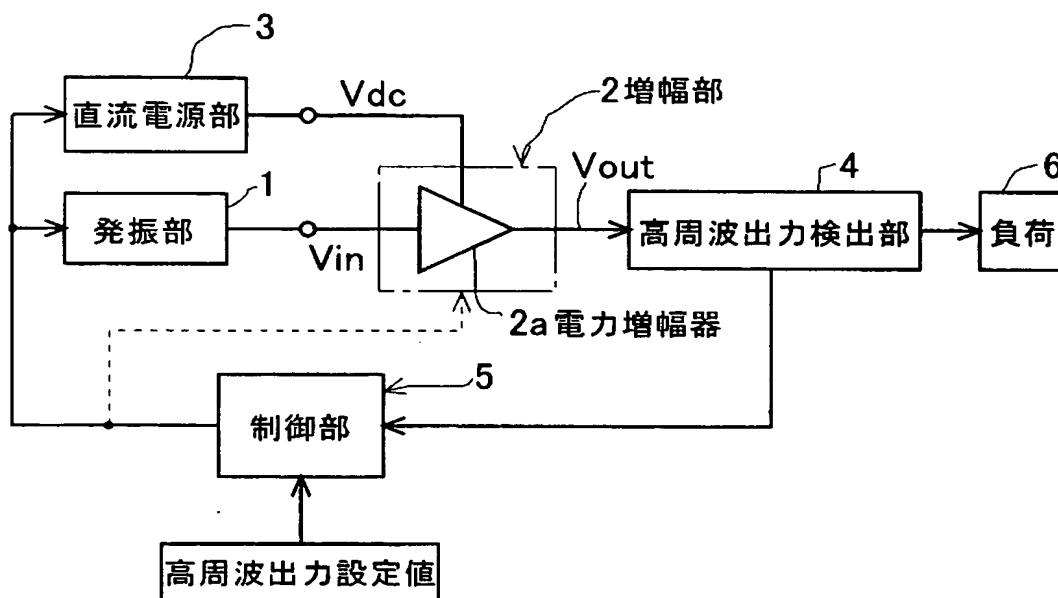 3
直流電源部
Vdc
2増幅部
1
発振部
Vin
Vout
4
高周波出力検出部
6
負荷
2a電力増幅器
5
制御部
高周波出力設定値